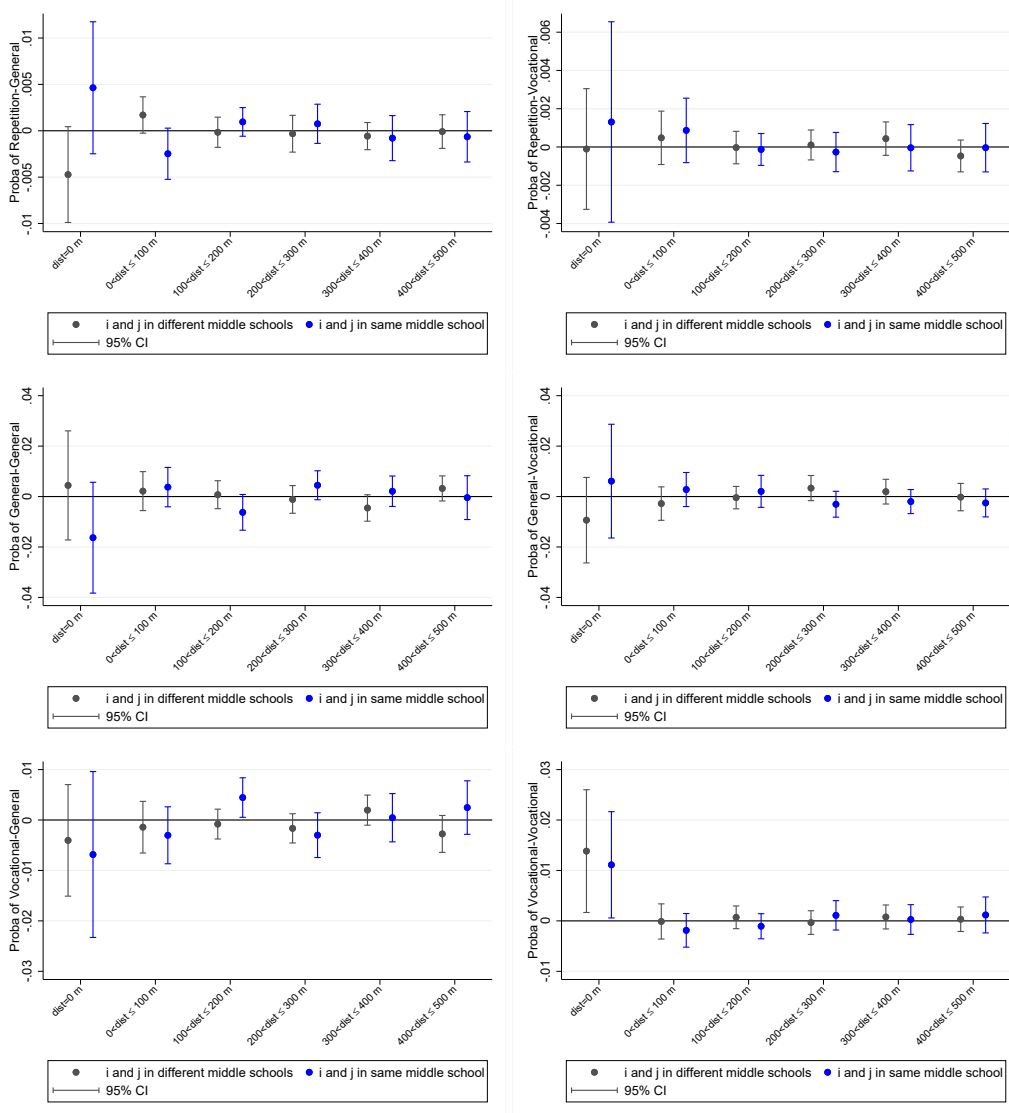 Proba of Repetition-General
.01
.005
0
-.005
-.01
dist=0 m
0<dist ≤ 100 m
100<dist ≤ 200 m
200<dist ≤ 300 m
300<dist ≤ 400 m
400<dist ≤ 500 m
i and j in different middle schools
i and j in same middle school
95% CI
Proba of Repetition-Vocational
.006
.004
.002
0
-.002
-.004
dist=0 m
0<dist ≤ 100 m
100<dist ≤ 200 m
200<dist ≤ 300 m
300<dist ≤ 400 m
400<dist ≤ 500 m
i and j in different middle schools
i and j in same middle school
95% CI
Proba of General-General
.04
.02
0
-.02
-.04
dist=0 m
0<dist ≤ 100 m
100<dist ≤ 200 m
200<dist ≤ 300 m
300<dist ≤ 400 m
400<dist ≤ 500 m
i and j in different middle schools
i and j in same middle school
95% CI
Proba of General-Vocational
.04
.02
0
-.02
-.04
dist=0 m
0<dist ≤ 100 m
100<dist ≤ 200 m
200<dist ≤ 300 m
300<dist ≤ 400 m
400<dist ≤ 500 m
i and j in different middle schools
i and j in same middle school
95% CI
Proba of Vocational-General
.01
0
-.01
-.02
-.03
dist=0 m
0<dist ≤ 100 m
100<dist ≤ 200 m
200<dist ≤ 300 m
300<dist ≤ 400 m
400<dist ≤ 500 m
i and j in different middle schools
i and j in same middle school
95% CI
Proba of Vocational-Vocational
.03
.02
.01
0
-.01
dist=0 m
0<dist ≤ 100 m
100<dist ≤ 200 m
200<dist ≤ 300 m
300<dist ≤ 400 m
400<dist ≤ 500 m
i and j in different middle schools
i and j in same middle school
95% CI